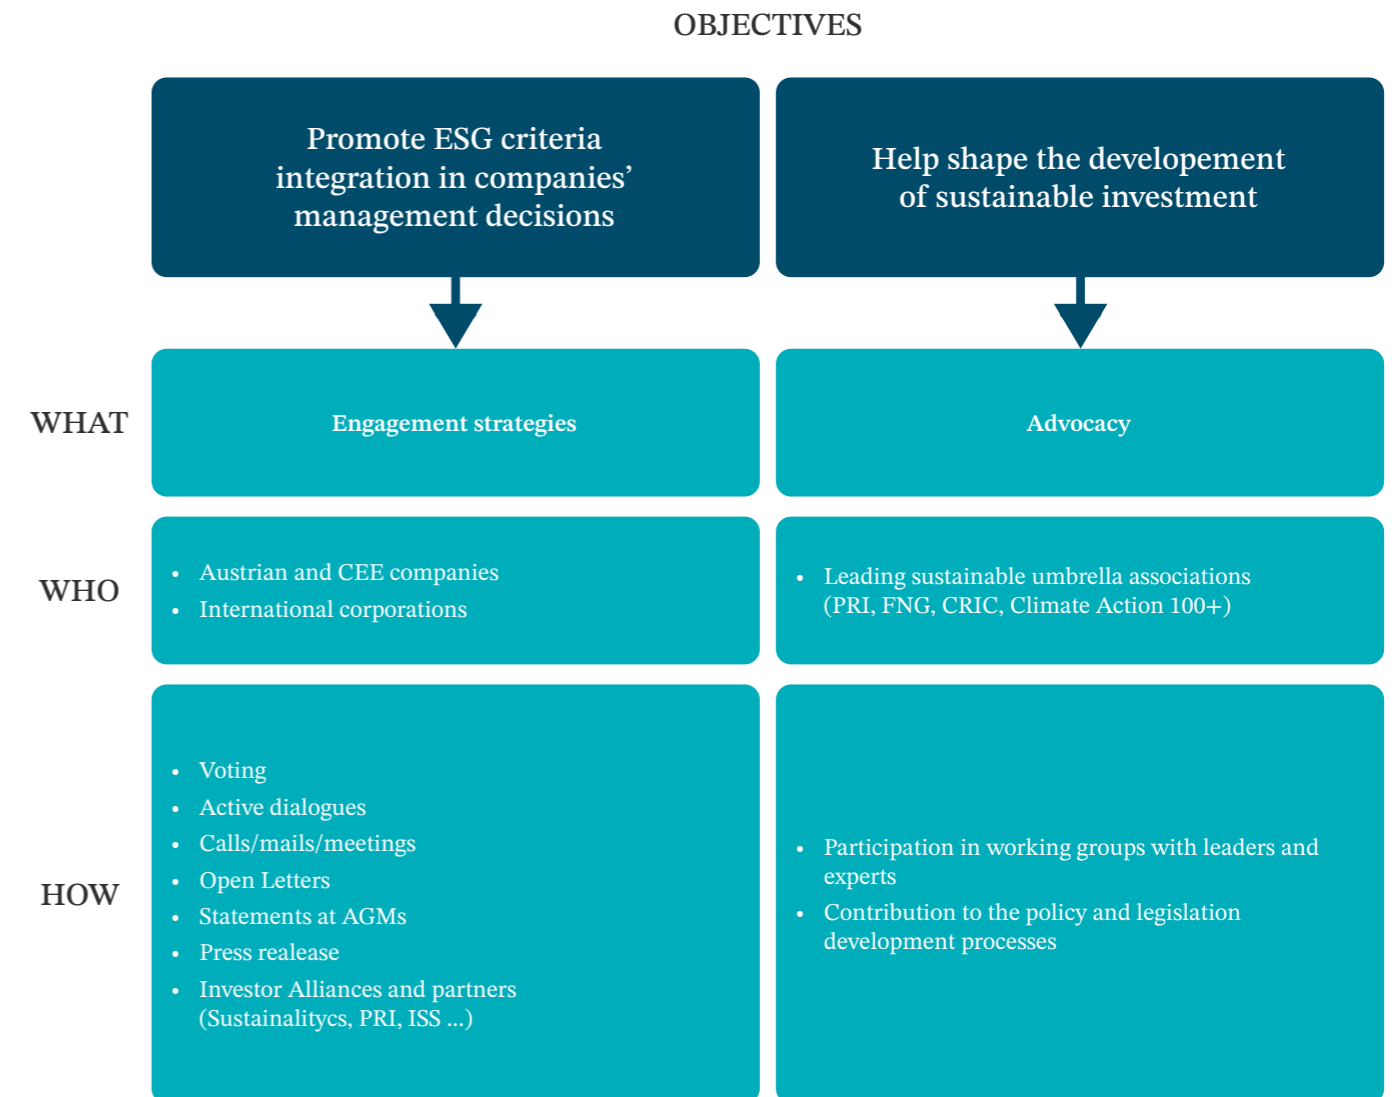 OBJECTIVES
Promote ESG criteria
integration in companies’
management decisions
Help shape the developement
of sustainable investment
WHAT
Engagement strategies
Advocacy
WHO
• Austrian and CEE companies
• International corporations
• Leading sustainable umbrella associations
(PRI, FNG, CRIC, Climate Action 100+)
HOW
• Voting
• Active dialogues
• Calls/mails/meetings
• Open Letters
• Statements at AGMs
• Press realease
• Investor Alliances and partners
(Sustainalitycs, PRI, ISS ...)
• Participation in working groups with leaders and
experts
• Contribution to the policy and legislation
development processes